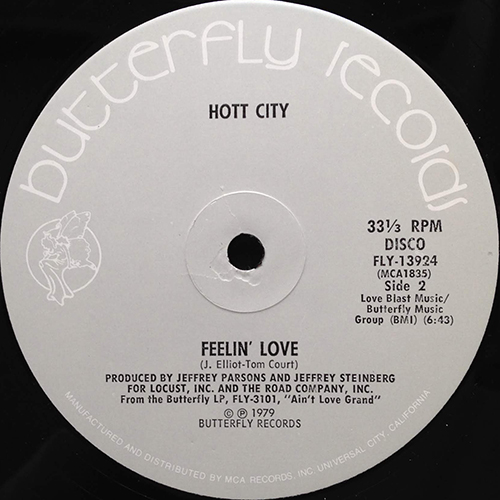 butterfly records
HOTT CITY
33⅓ RPM
DISCO
FLY-13924
(MCA1835)
Side 2
Love Blast Music/
Butterfly Music
Group (BMI) (6:43)
FEELIN' LOVE
(J. Elliot-Tom Court)
PRODUCED BY JEFFREY PARSONS AND JEFFREY STEINBERG
FOR LOCUST, INC. AND THE ROAD COMPANY, INC.
From the Butterfly LP, FLY-3101, "Ain't Love Grand"
© ℗ 1979
BUTTERFLY RECORDS
MANUFACTURED AND DISTRIBUTED BY MCA RECORDS, INC. UNIVERSAL CITY, CALIFORNIA